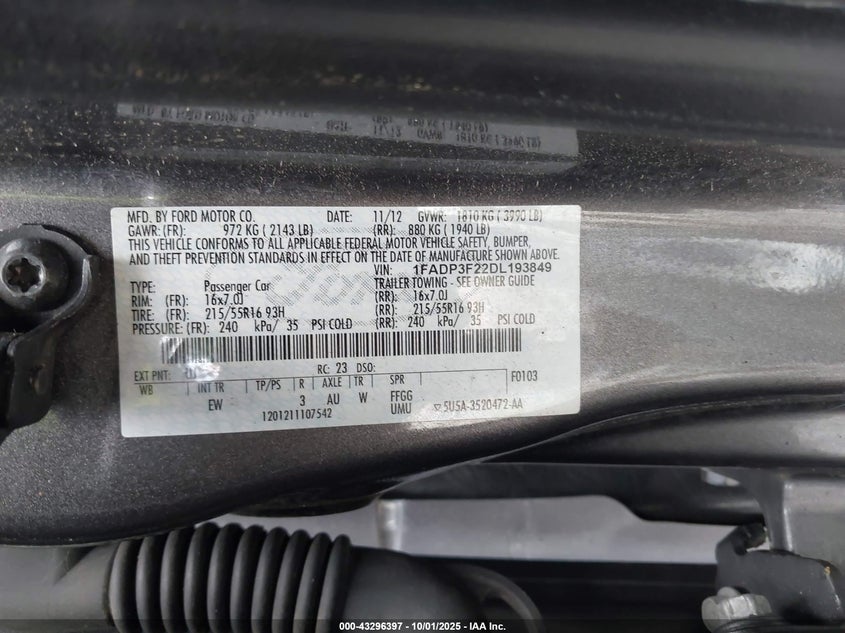 MFD. BY FORD MOTOR CO. DATE: 11/12 GVWR: 1810 KG ( 3990 LB)
GAWR: (FR): 972 KG ( 2143 LB) (RR): 880 KG ( 1940 LB)
THIS VEHICLE CONFORMS TO ALL APPLICABLE FEDERAL MOTOR VEHICLE SAFETY, BUMPER,
AND THEFT PREVENTION STANDARDS IN EFFECT ON THE DATE OF MANUFACTURE SHOWN ABOVE.
VIN: 1FADP3F22DL193849
TYPE: Passenger Car TRAILER TOWING - SEE OWNER GUIDE
RIM: (FR): 16x7.0J (RR): 16x7.0J
TIRE: (FR): 215/55R16 93H (RR): 215/55R16 93H
PRESSURE: (FR): 240 kPa/ 35 PSI COLD (RR): 240 kPa/ 35 PSI COLD
EXT PNT: RC: 23 DSO: F0103
WB INT TR TP/PS R AXLE TR SPR
EW 3 AU W FFGG
1201211107542 UMU 5U5A-3520472-AA
000-43296397 - 10/01/2025 - IAA Inc.